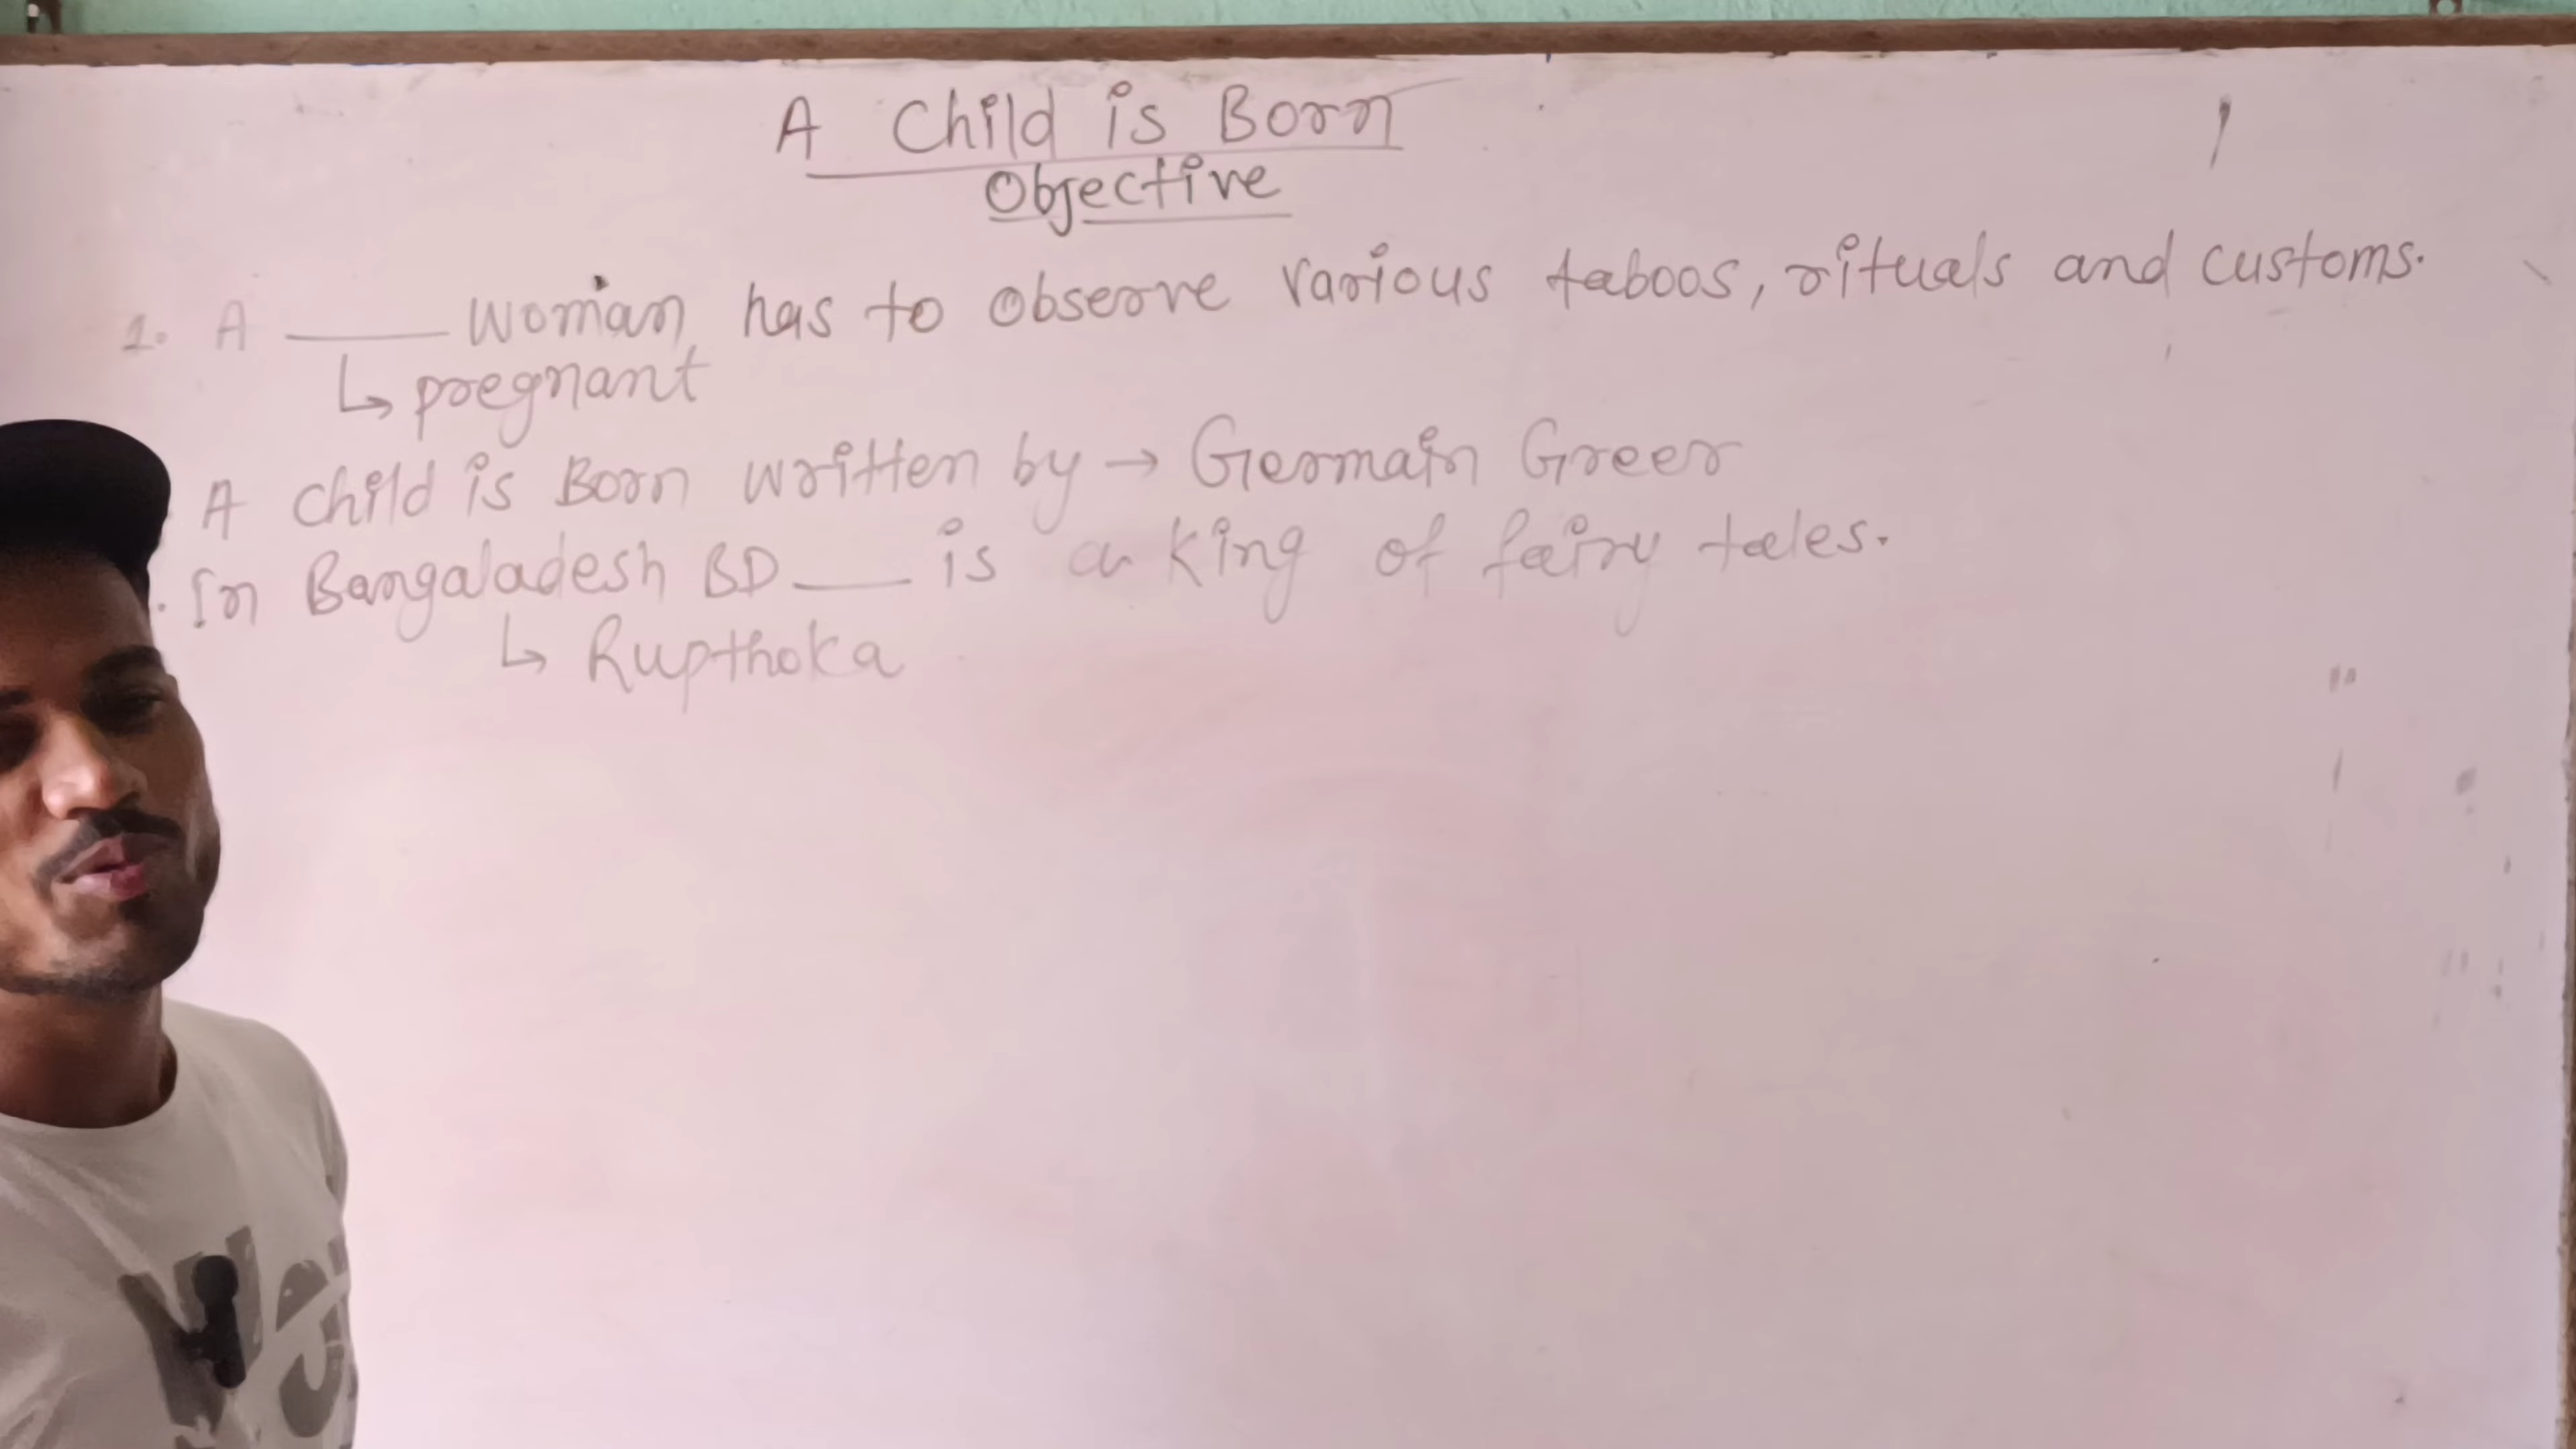 A Child is Born
Objective
1. A ____ Woman has to observe various taboos, rituals and customs.
↳ pregnant
A Child is Born written by → Germain Greer
. In Bangaladesh BD ____ is a king of fairy tales.
↳ Rupthoka